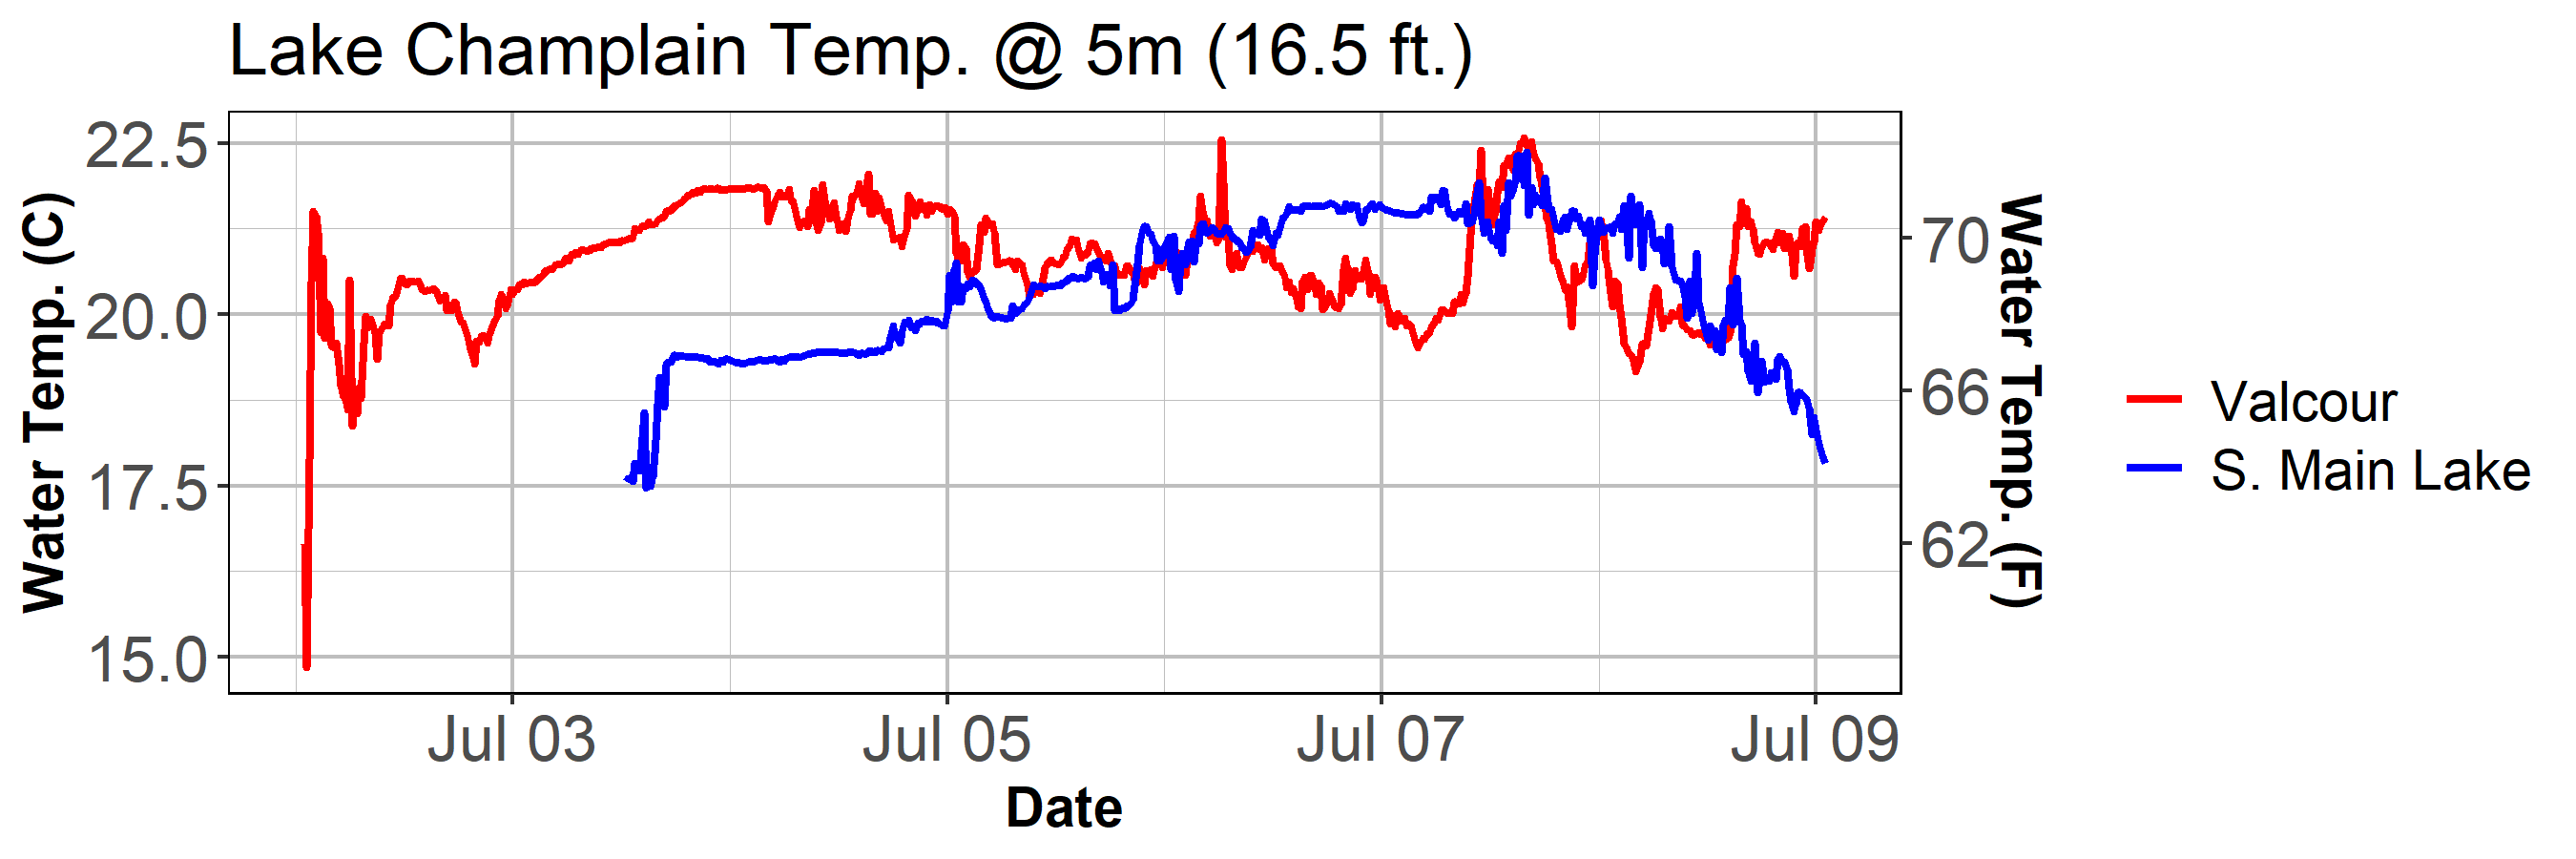 Lake Champlain Temp. @ 5m (16.5 ft.)
Water Temp. (C)
22.5
20.0
17.5
15.0
Jul 03
Jul 05
Jul 07
Jul 09
Date
70
66
62
Water Temp. (F)
Valcour
S. Main Lake